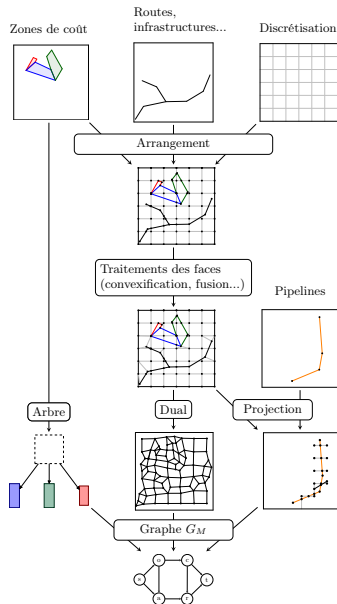 Zones de coût
Routes,
infrastructures...
Discrétisation
Arrangement
Traitements des faces
(convexification, fusion...)
Pipelines
Arbre
Dual
Projection
Graphe G_M
o
c
s
t
a
r